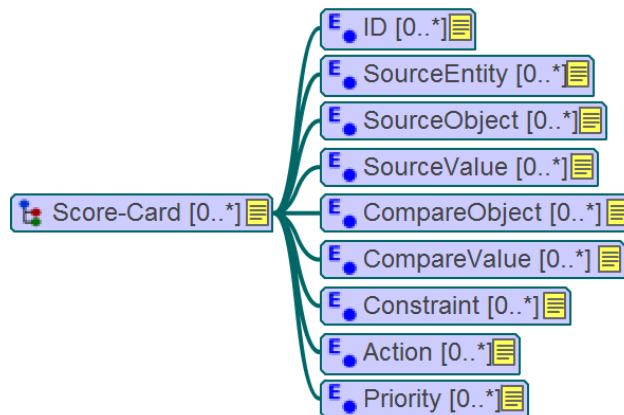 ID [0..*]
SourceEntity [0..*]
SourceObject [0..*]
SourceValue [0..*]
Score-Card [0..*]
CompareObject [0..*]
CompareValue [0..*]
Constraint [0..*]
Action [0..*]
Priority [0..*]